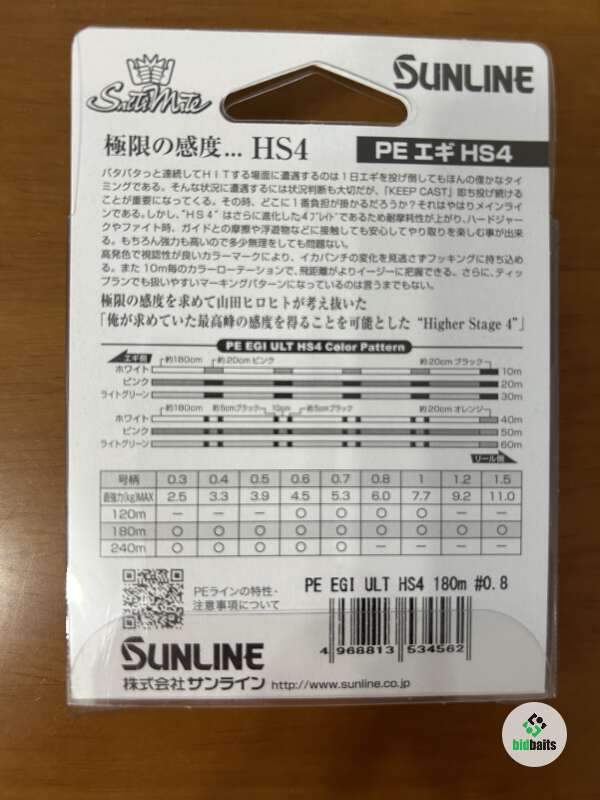 Salti Mate
SUNLINE
極限の感度... HS4
PE エギ HS4
バタバタっと連続してHITする場面に遭遇するのは1日エギを投げ倒してもほんの僅かなタイ
ミングである。そんな状況に遭遇するには状況判断も大切だが、「KEEP CAST」即ち投げ続ける
ことが重要になってくる。その時、どこに1番負担が掛かるだろうか？それはやはりメインライ
ンである。しかし、"HS4"はさらに進化した4ブレイドであるため耐摩耗性が上がり、ハードジャー
クやファイト時、ガイドとの摩擦や浮遊物などに接触しても安心してやり取りを楽しむ事が出来
る。もちろん強力も高いので多少無理をしても問題ない。
高発色で視認性が良いカラーマークにより、イカパンチの変化を見逃さずフッキングに持ち込め
る。また10m毎のカラーローテーションで、飛距離がよりイージーに把握できる。さらに、ティッ
プランでも扱いやすいマーキングパターンになっているのは言うまでもない。
極限の感度を求めて山田ヒロヒトが考え抜いた
「俺が求めていた最高峰の感度を得ることを可能とした "Higher Stage 4"」
PE EGI ULT HS4 Color Pattern
エギ側 約180cm 約20cm ピンク 約20cm ブラック
ホワイト 10m
ピンク 20m
ライトグリーン 30m
約180cm 約5cmブラック 10cm 約5cmブラック 約20cm オレンジ
ホワイト 40m
ピンク 50m
ライトグリーン 60m
リール側
号柄 0.3 0.4 0.5 0.6 0.7 0.8 1 1.2 1.5
最強力(kg)MAX 2.5 3.3 3.9 4.5 5.3 6.0 7.7 9.2 11.0
120m － － － ○ ○ ○ ○ － －
180m ○ ○ ○ ○ ○ ○ ○ ○ ○
240m ○ ○ ○ ○ ○ － － － －
PEラインの特性・
注意事項について
PE EGI ULT HS4 180m #0.8
4 968813 534562
SUNLINE
株式会社サンライン http://www.sunline.co.jp
bidbaits